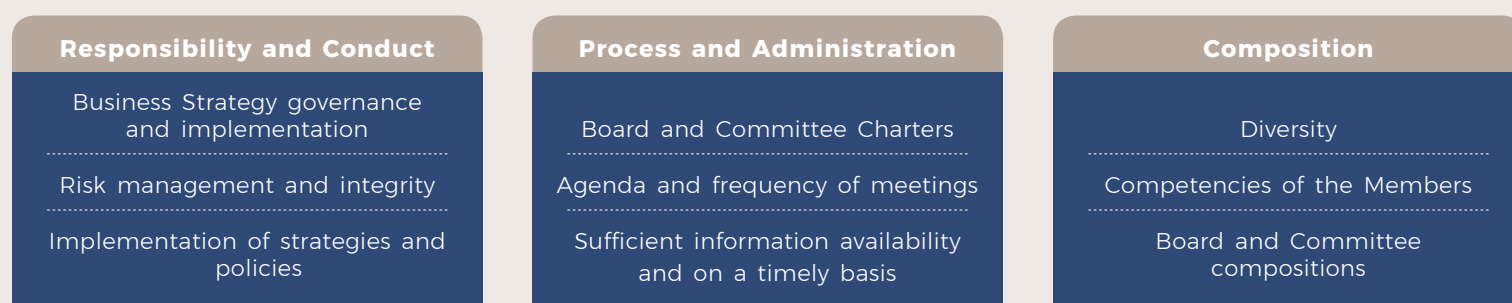 Responsibility and Conduct
Business Strategy governance
and implementation
Risk management and integrity
Implementation of strategies and
policies
Process and Administration
Board and Committee Charters
Agenda and frequency of meetings
Sufficient information availability
and on a timely basis
Composition
Diversity
Competencies of the Members
Board and Committee
compositions